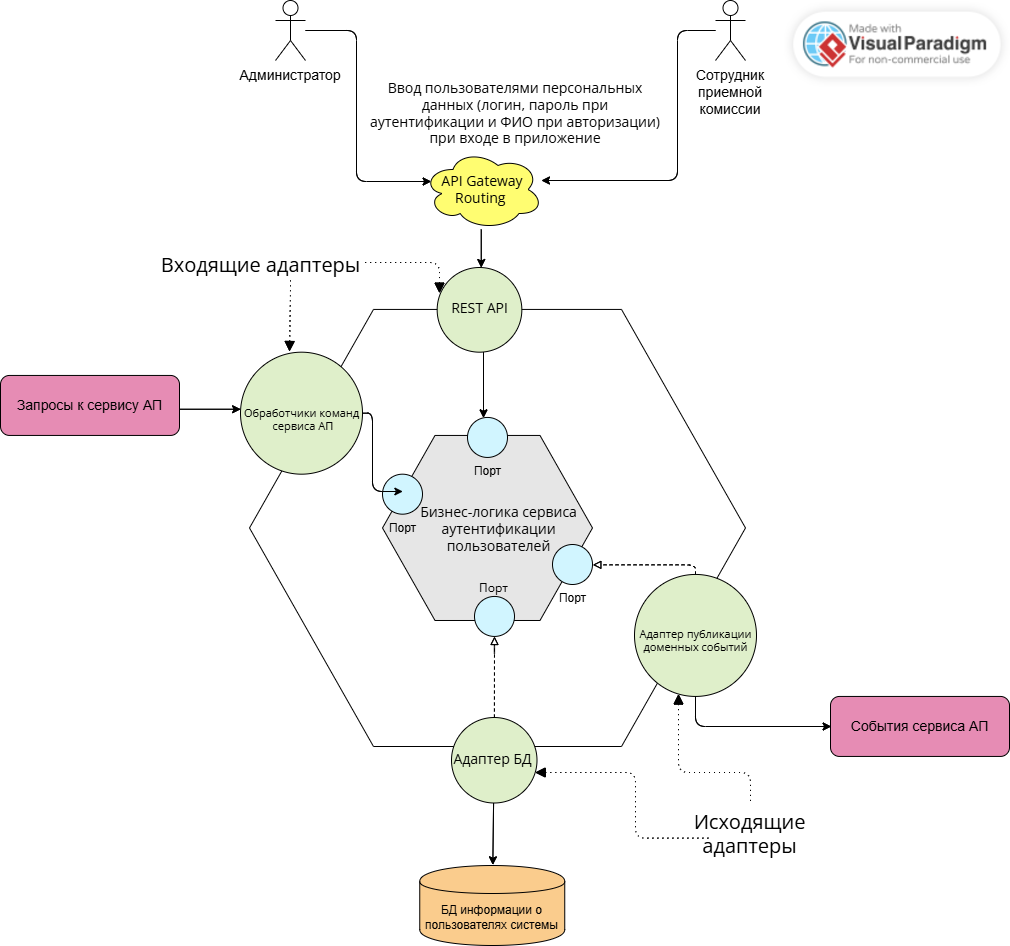 Made with
Visual Paradigm
For non-commercial use
Администратор
Сотрудник
приемной
комиссии
Ввод пользователями персональных
данных (логин, пароль при
аутентификации и ФИО при авторизации)
при входе в приложение
API Gateway
Routing
Входящие адаптеры
REST API
Запросы к сервису АП
Обработчики команд
сервиса АП
Порт
Порт
Бизнес-логика сервиса
аутентификации
пользователей
Порт
Порт
Адаптер публикации
доменных событий
События сервиса АП
Адаптер БД
Исходящие
адаптеры
БД информации о
пользователях системы